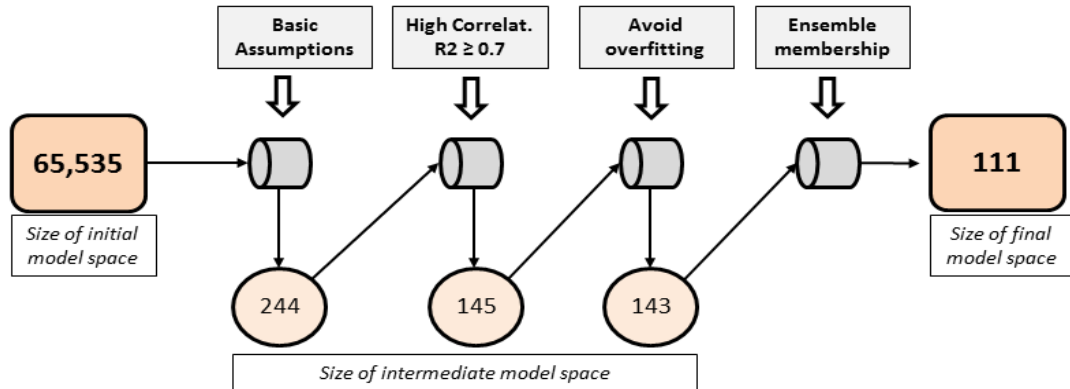 Basic
Assumptions
High Correlat.
R2 ≥ 0.7
Avoid
overfitting
Ensemble
membership
65,535
111
Size of initial
model space
Size of final
model space
244
145
143
Size of intermediate model space